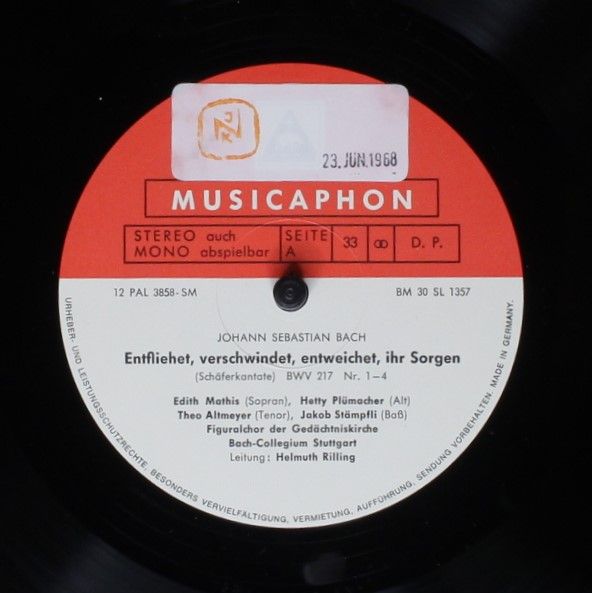 JKN
23. JUN. 1968
MUSICAPHON
STEREO auch
MONO abspielbar
SEITE
A
33
∞
D. P.
12 PAL 3858-SM
BM 30 SL 1357
JOHANN SEBASTIAN BACH
Entfliehet, verschwindet, entweichet, ihr Sorgen
(Schäferkantate) BWV 217 Nr. 1–4
Edith Mathis (Sopran), Hetty Plümacher (Alt)
Theo Altmeyer (Tenor), Jakob Stämpfli (Baß)
Figuralchor der Gedächtniskirche
Bach-Collegium Stuttgart
Leitung: Helmuth Rilling
URHEBER- UND LEISTUNGSSCHUTZRECHTE, BESONDERS VERVIELFÄLTIGUNG, VERMIETUNG, AUFFÜHRUNG, SENDUNG VORBEHALTEN. MADE IN GERMANY.